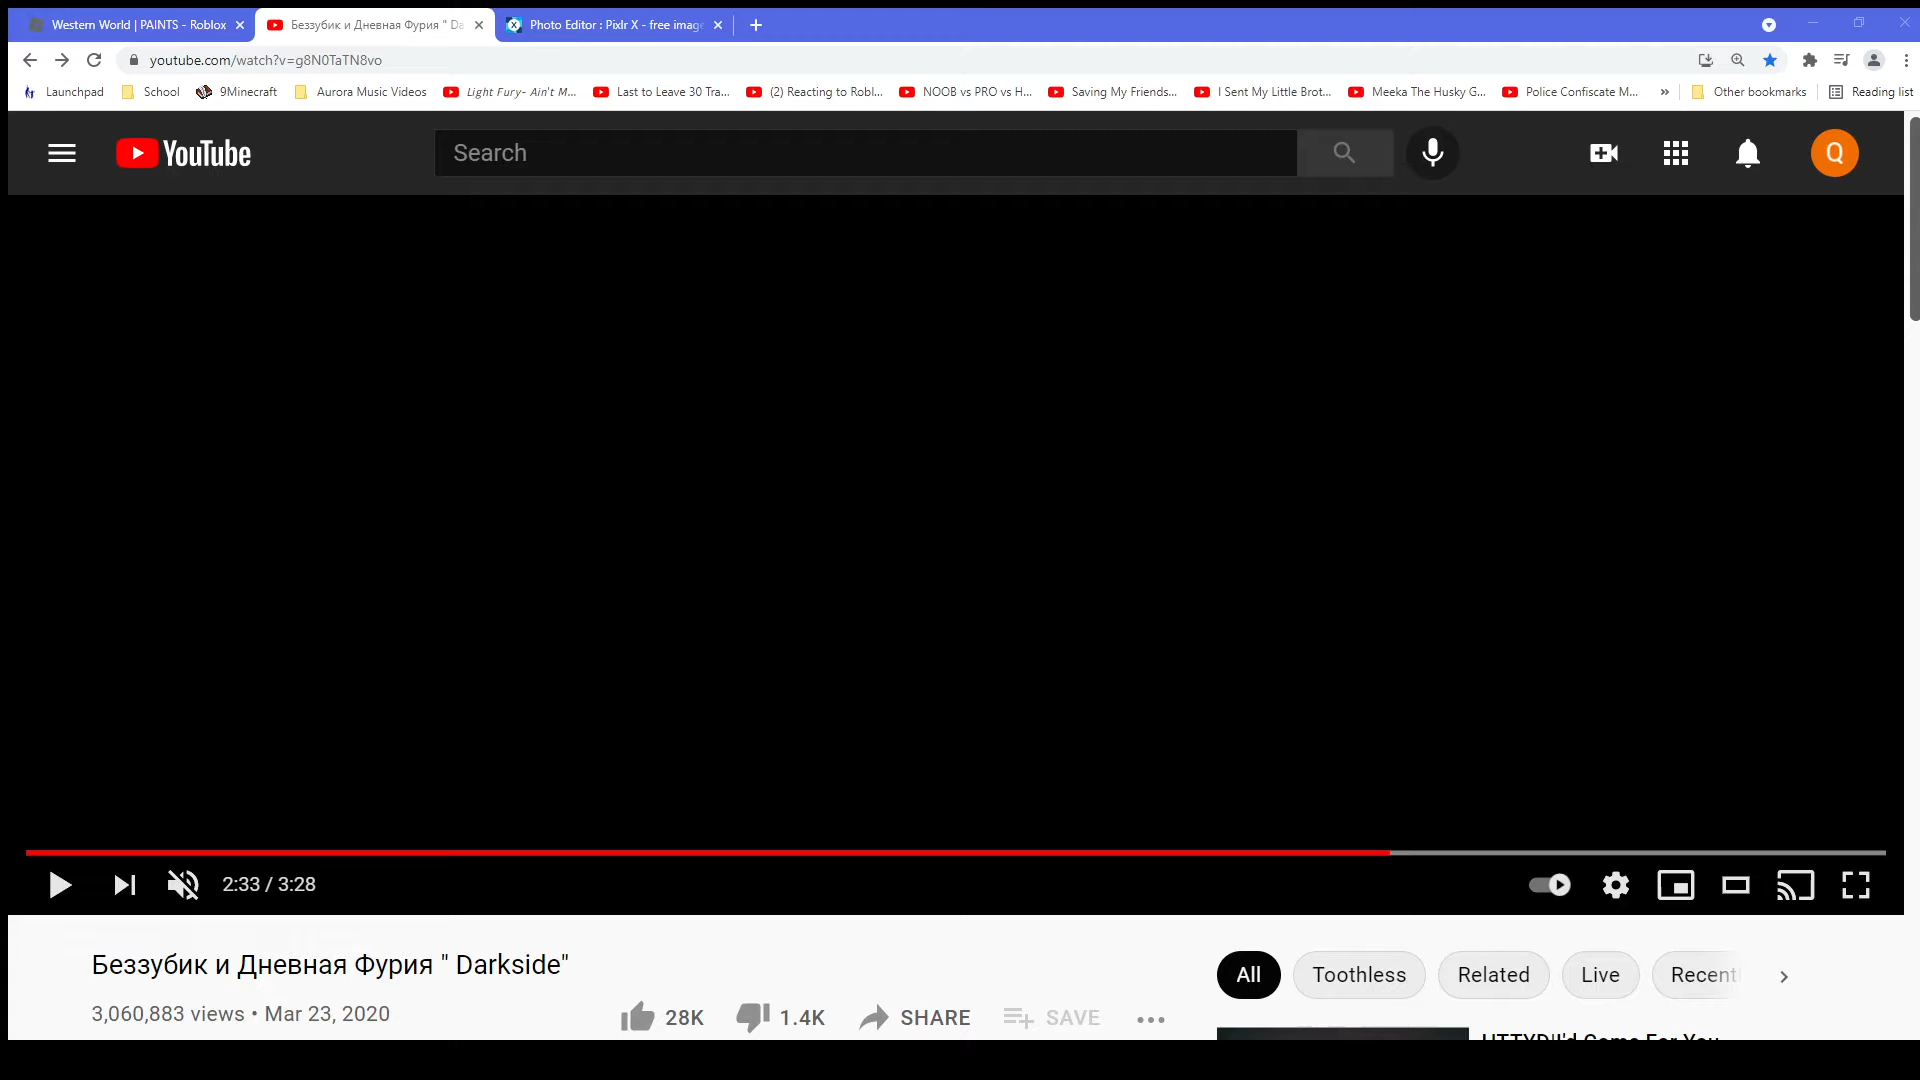 Western World | PAINTS - Roblox
Беззубик и Дневная Фурия " Da
Photo Editor : Pixlr X - free imag
youtube.com/watch?v=g8N0TaTN8vo
Launchpad School 9Minecraft Aurora Music Videos Light Fury- Ain't M... Last to Leave 30 Tra... (2) Reacting to Robl... NOOB vs PRO vs H... Saving My Friends... I Sent My Little Brot... Meeka The Husky G... Police Confiscate M... » Other bookmarks Reading list
YouTube
Search
Q
2:33 / 3:28
Беззубик и Дневная Фурия " Darkside"
All Toothless Related Live Recent
3,060,883 views • Mar 23, 2020
28K 1.4K SHARE SAVE